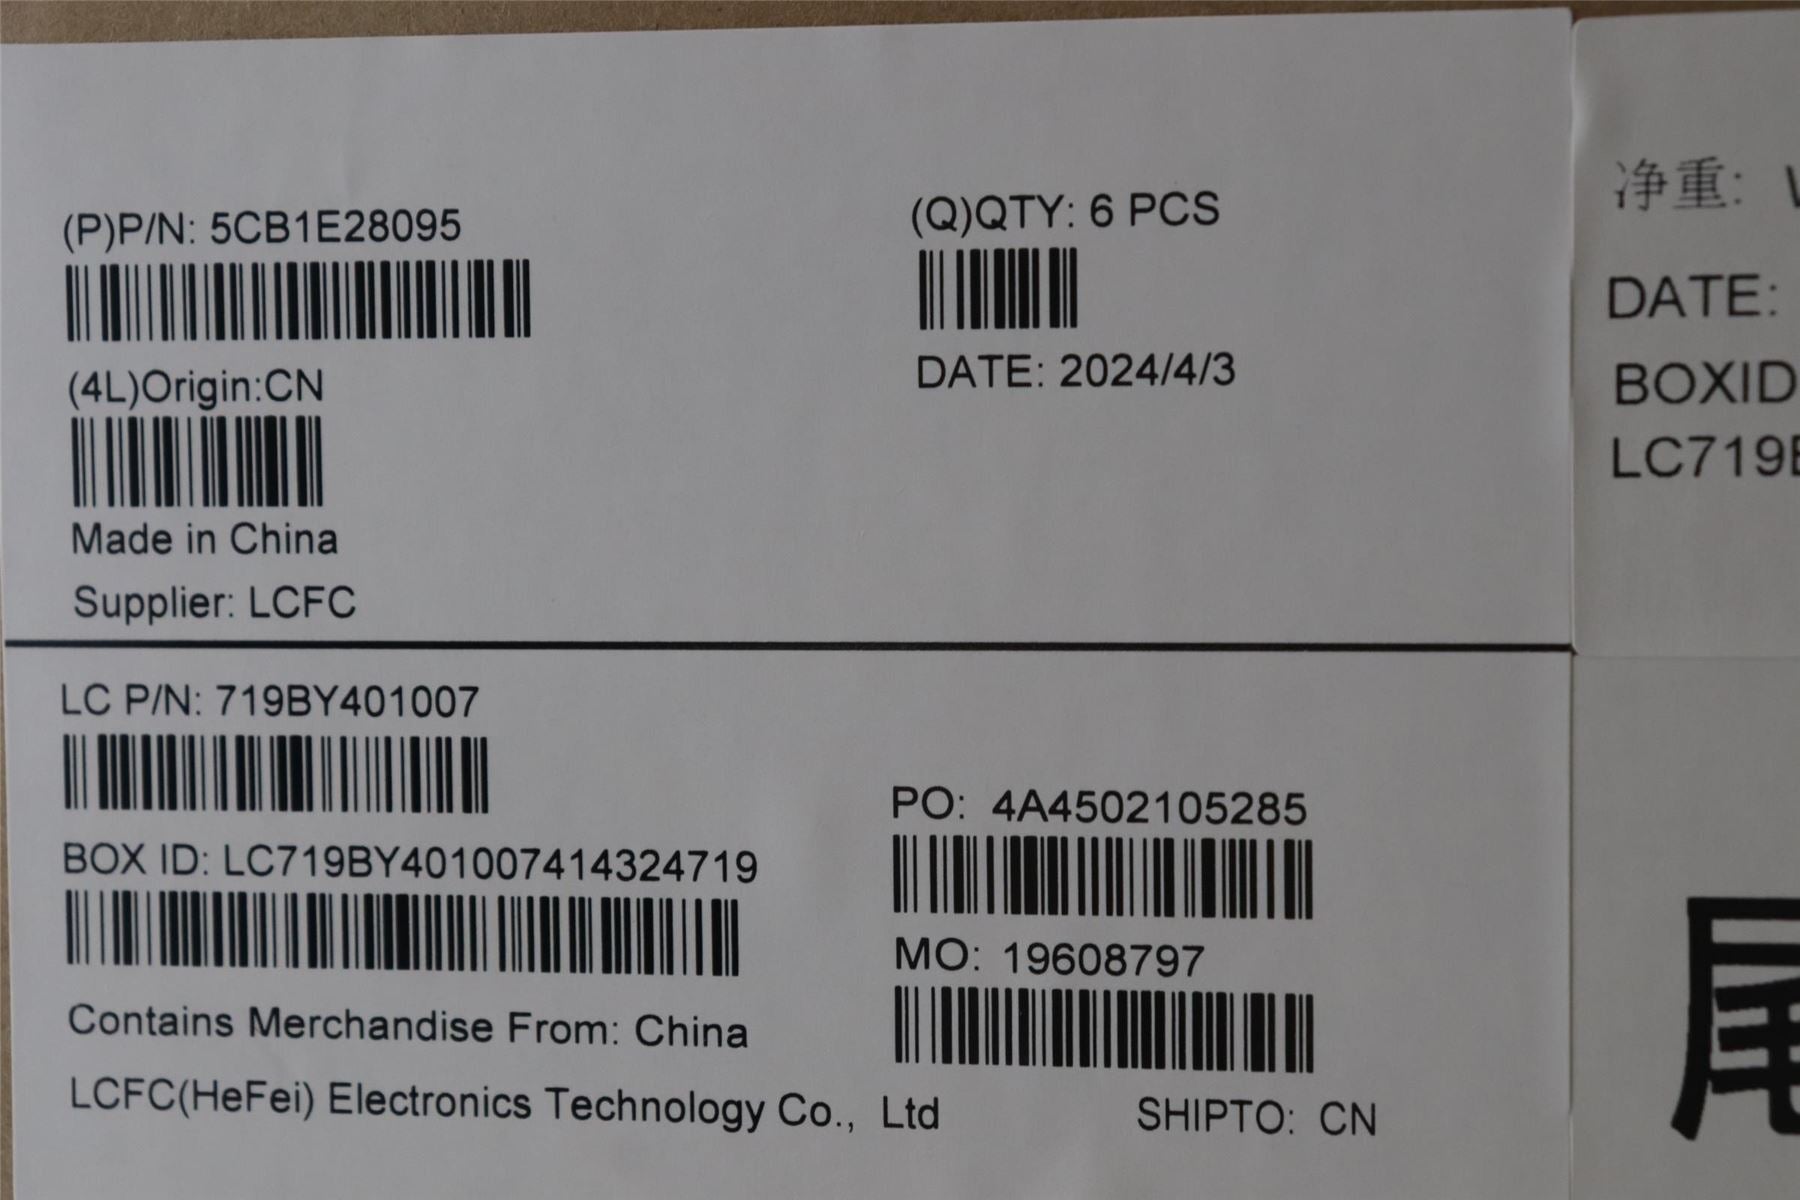 (P)P/N: 5CB1E28095
(Q)QTY: 6 PCS
(4L)Origin:CN
DATE: 2024/4/3
Made in China
Supplier: LCFC
LC P/N: 719BY401007
PO: 4A4502105285
BOX ID: LC719BY401007414324719
MO: 19608797
Contains Merchandise From: China
LCFC(HeFei) Electronics Technology Co., Ltd
SHIPTO: CN
净重:
DATE:
BOXID
LC719
尾